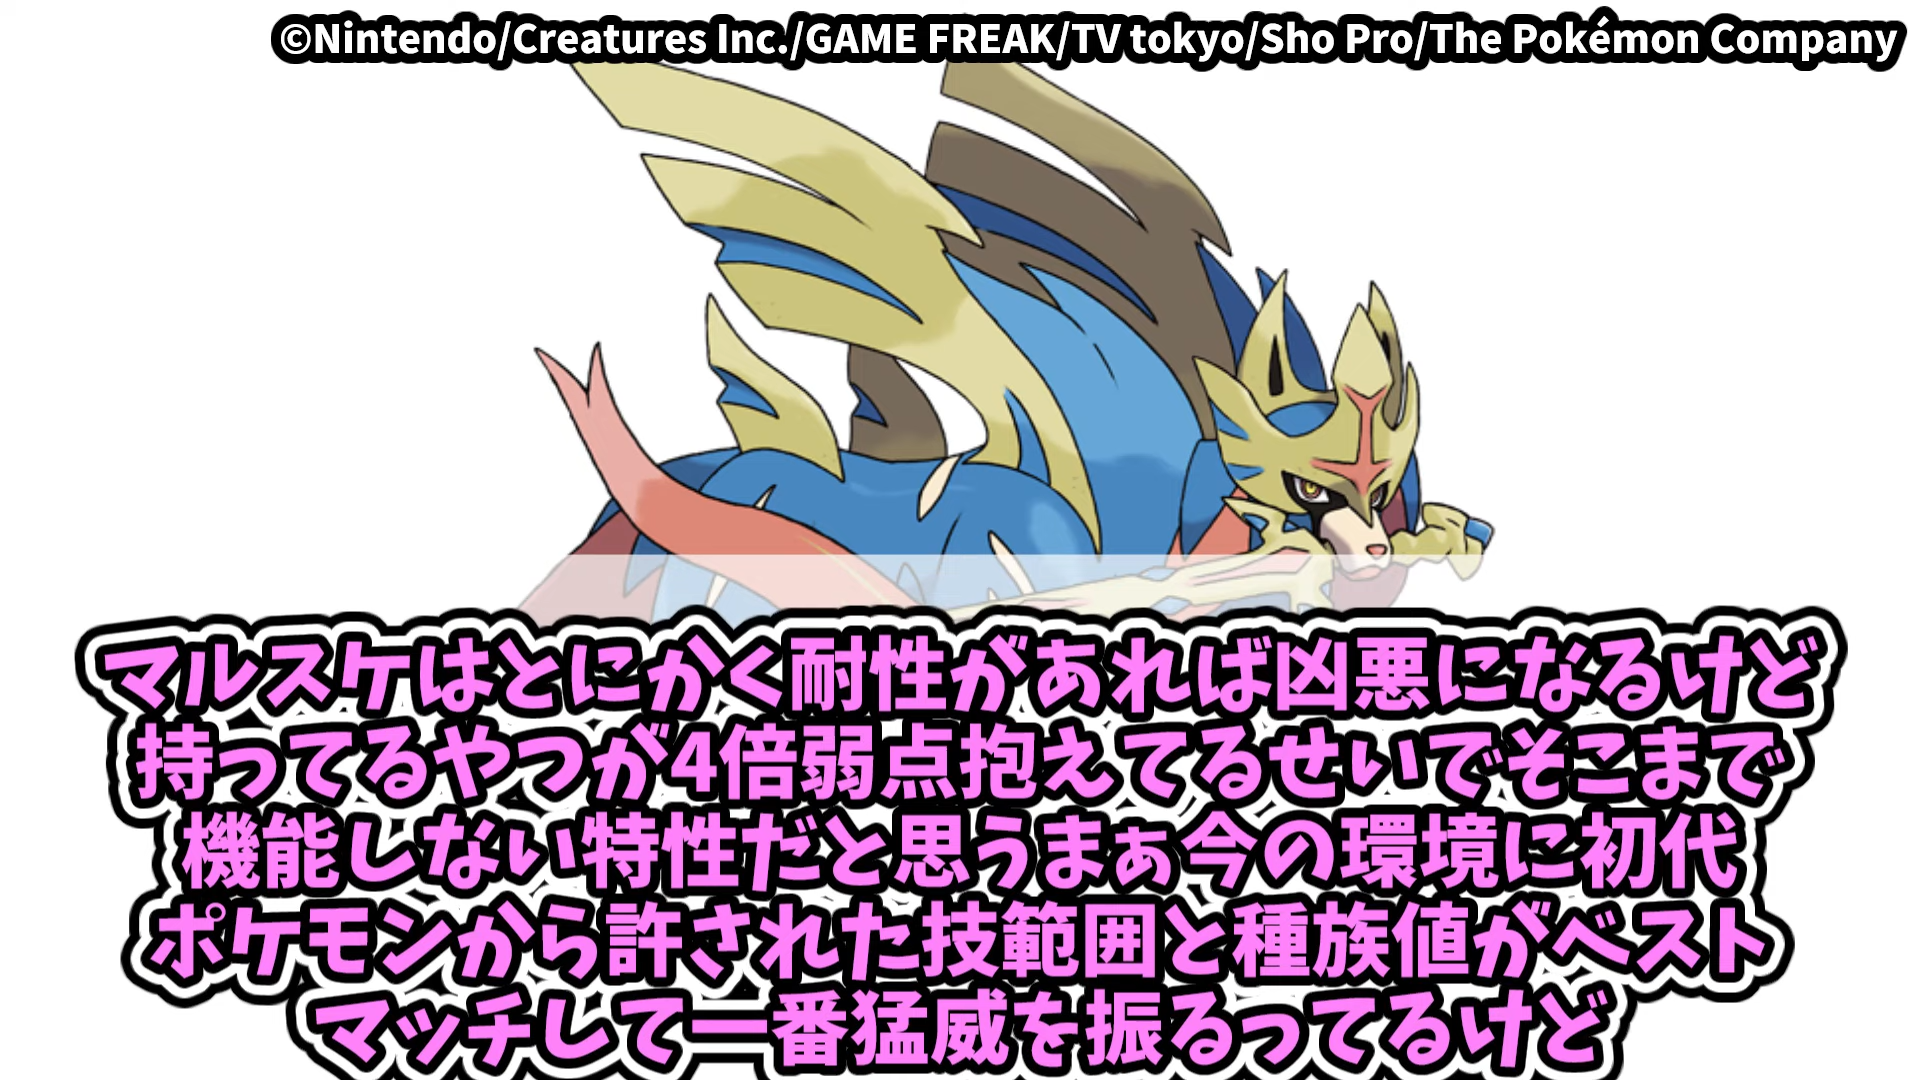 ©Nintendo/Creatures Inc./GAME FREAK/TV tokyo/Sho Pro/The Pokémon Company
マルスケはとにかく耐性があれば凶悪になるけど
持ってるやつが4倍弱点抱えてるせいでそこまで
機能しない特性だと思うまぁ今の環境に初代
ポケモンから許された技範囲と種族値がベスト
マッチして一番猛威を振るってるけど